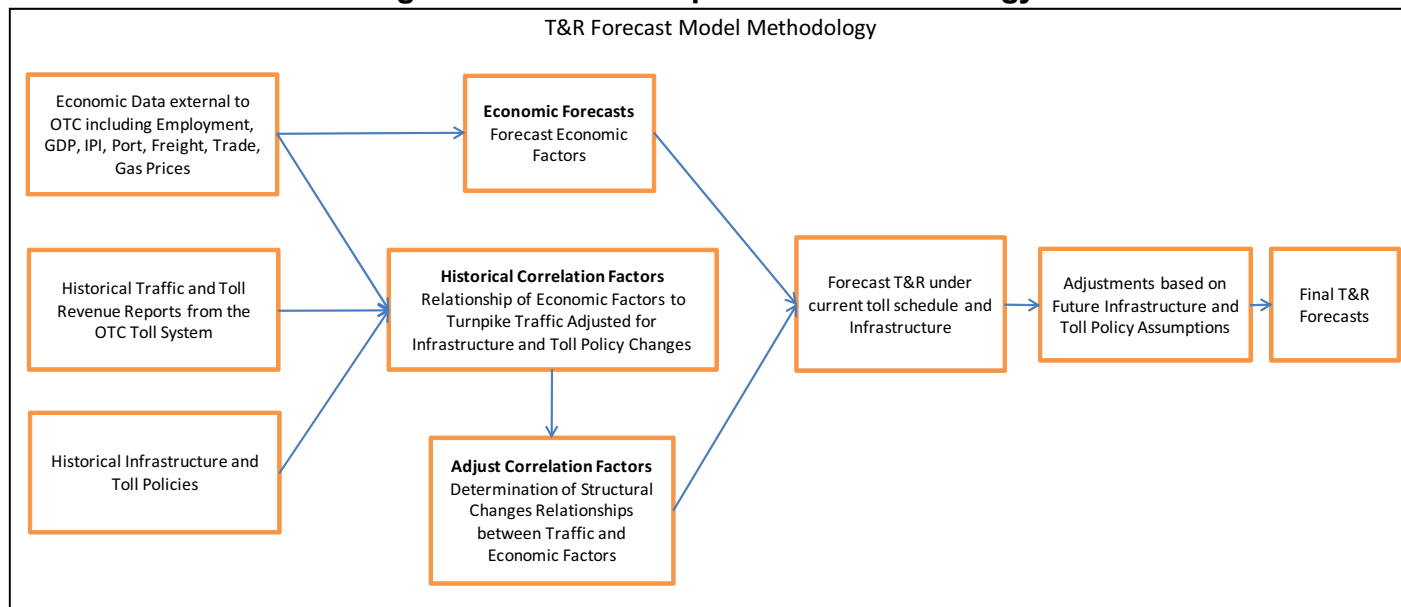 T&R Forecast Model Methodology
Economic Data external to
OTC including Employment,
GDP, IPI, Port, Freight, Trade,
Gas Prices
Economic Forecasts
Forecast Economic
Factors
Historical Traffic and Toll
Revenue Reports from the
OTC Toll System
Historical Correlation Factors
Relationship of Economic Factors to
Turnpike Traffic Adjusted for
Infrastructure and Toll Policy Changes
Forecast T&R under
current toll schedule and
Infrastructure
Adjustments based on
Future Infrastructure and
Toll Policy Assumptions
Final T&R
Forecasts
Historical Infrastructure and
Toll Policies
Adjust Correlation Factors
Determination of Structural
Changes Relationships
between Traffic and
Economic Factors